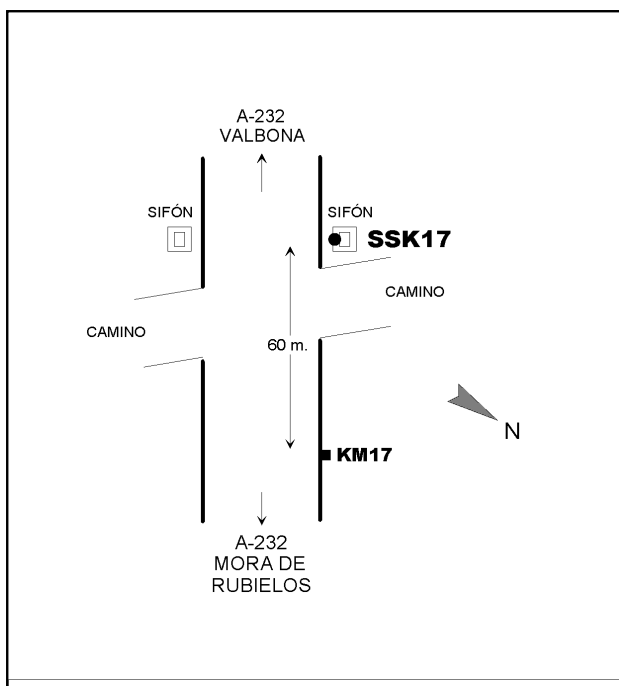 A-232
VALBONA
SIFÓN
SIFÓN
SSK17
CAMINO
CAMINO
60 m.
N
KM17
A-232
MORA DE
RUBIELOS